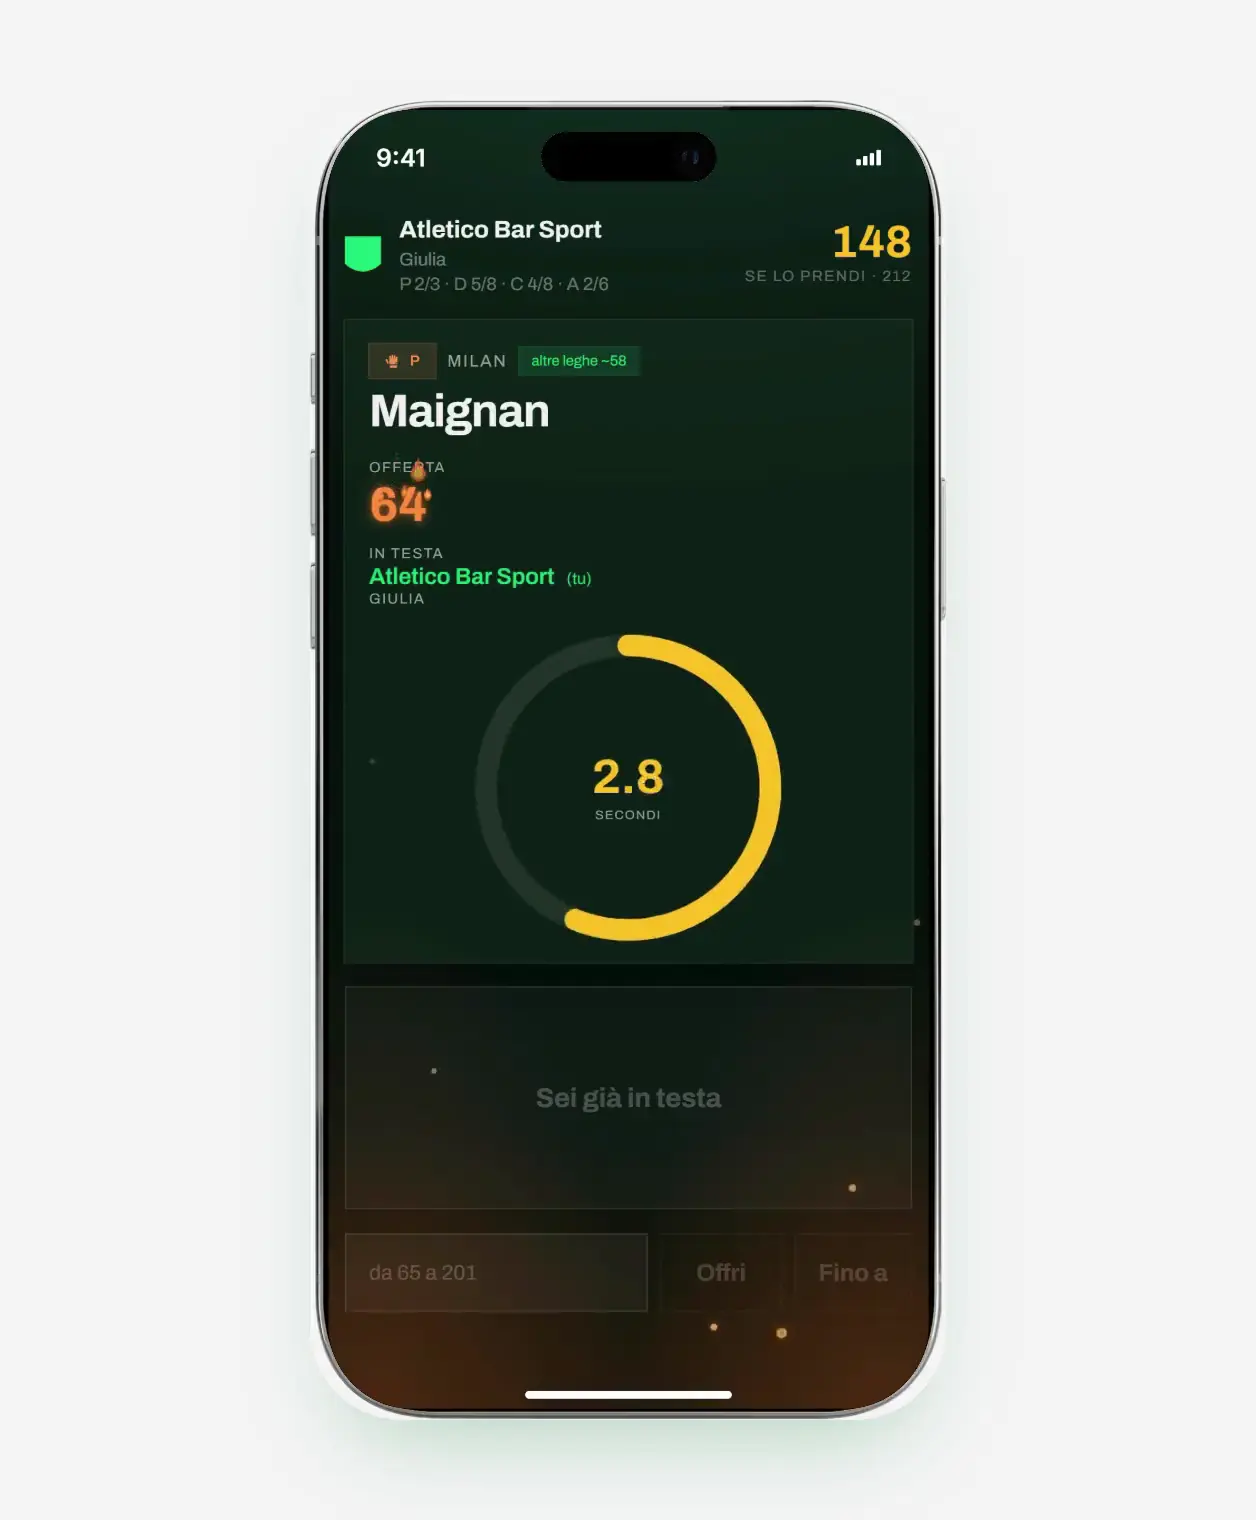 9:41
Atletico Bar Sport
Giulia
P 2/3 · D 5/8 · C 4/8 · A 2/6
148
SE LO PRENDI · 212
P
MILAN
altre leghe ~58
Maignan
OFFERTA
64
IN TESTA
Atletico Bar Sport (tu)
GIULIA
2.8
SECONDI
Sei già in testa
da 65 a 201
Offri
Fino a